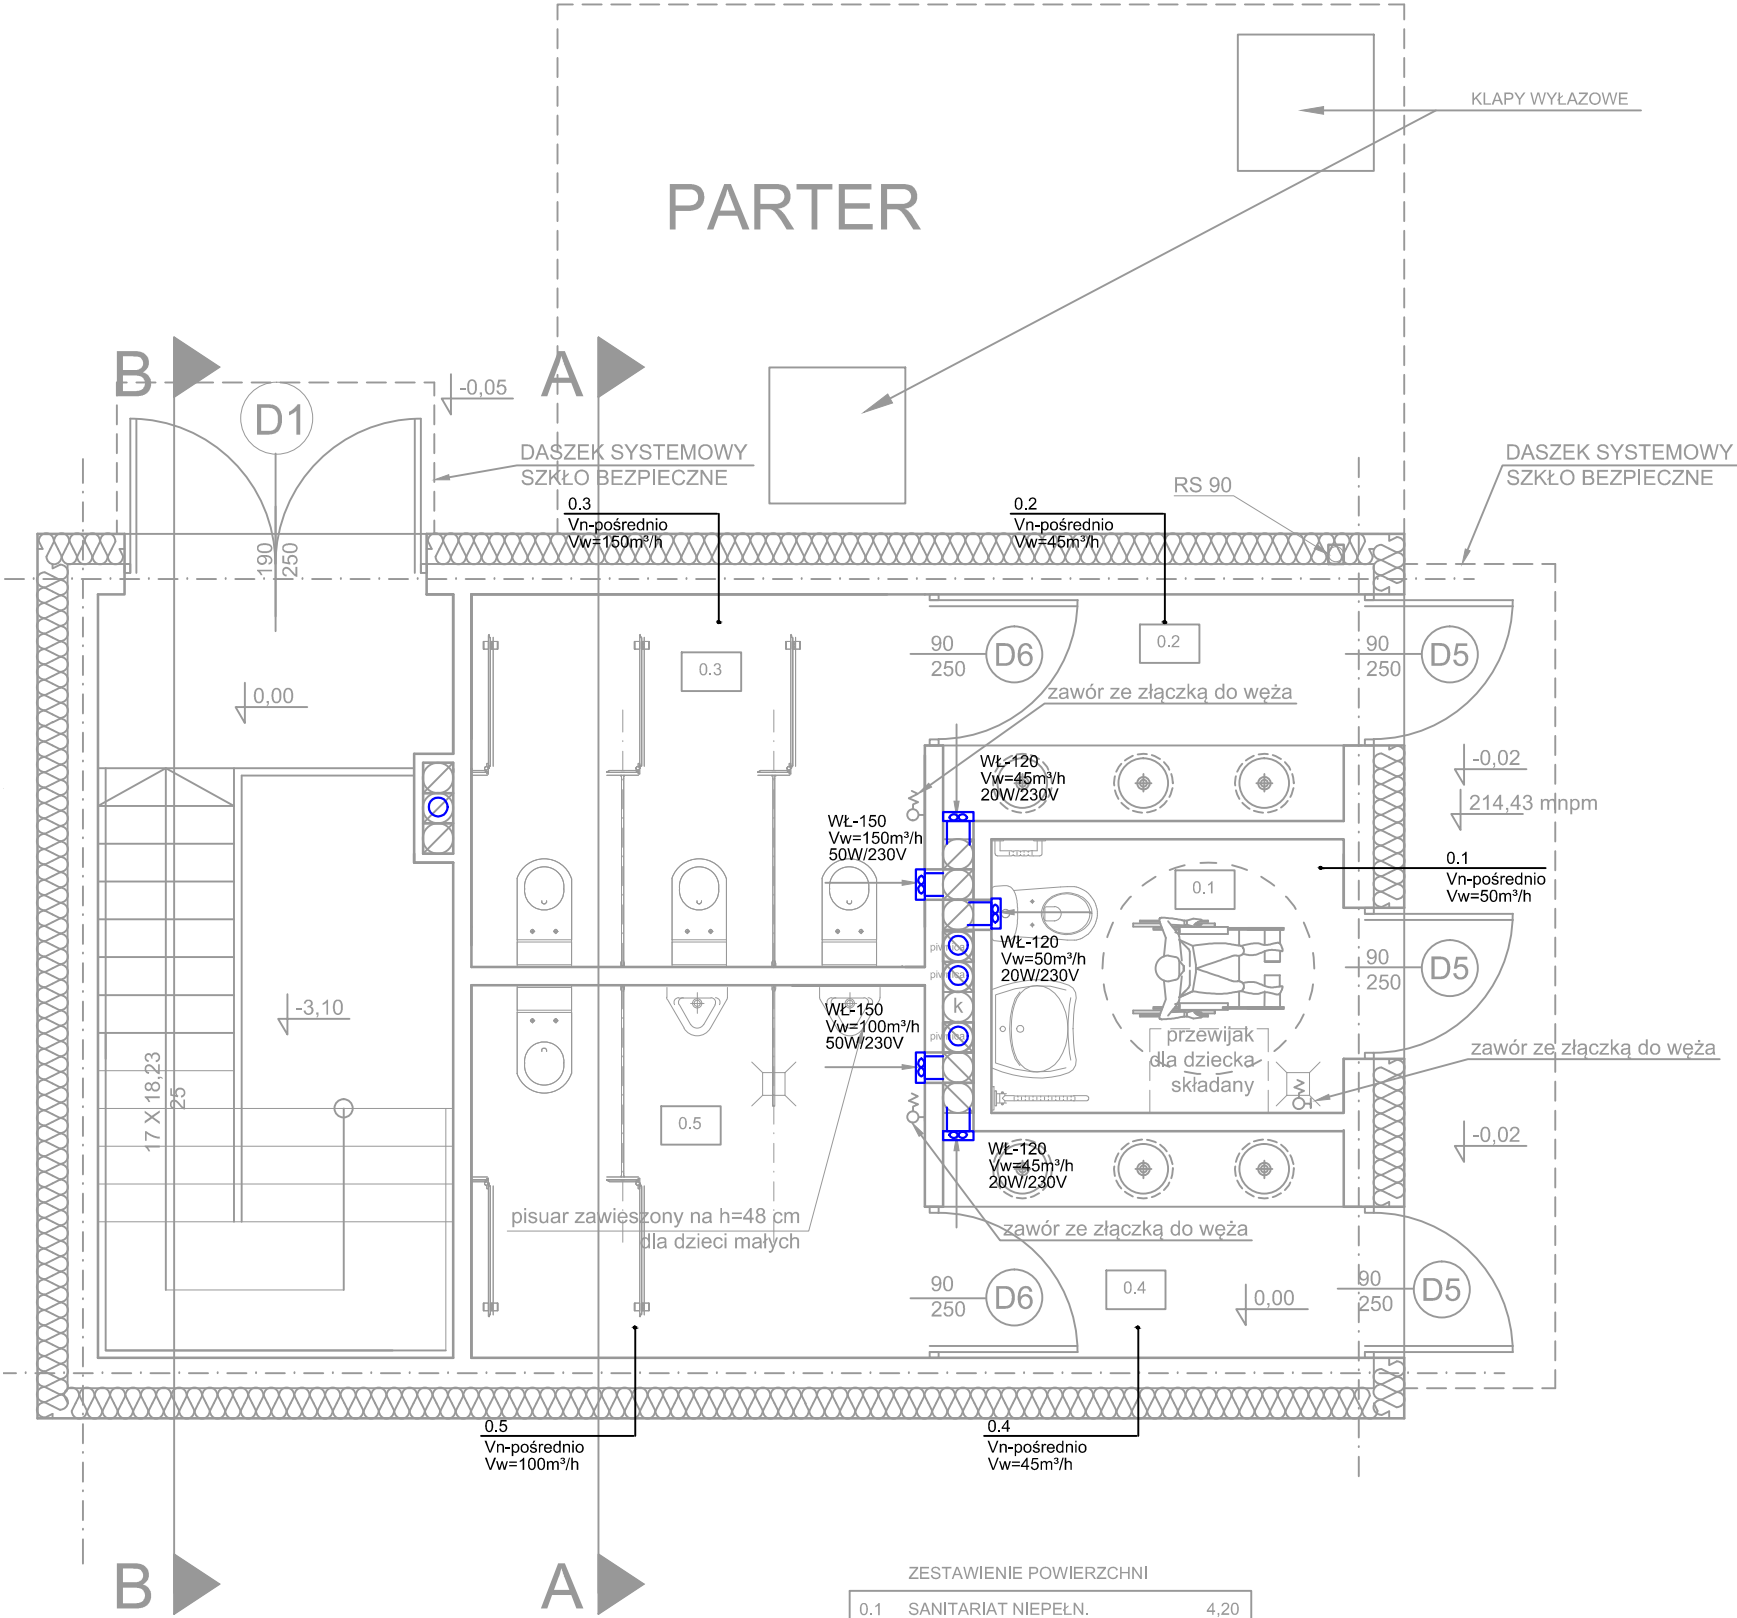 KLAPY WYŁAZOWE
PARTER
B
A
D1
-0,05
DASZEK SYSTEMOWY
SZKŁO BEZPIECZNE
DASZEK SYSTEMOWY
SZKŁO BEZPIECZNE
RS 90
0.3
Vn-pośrednio
Vw=150m³/h
0.2
Vn-pośrednio
Vw=45m³/h
190
250
90
250
D6
0.2
90
250
D5
0.3
0,00
zawór ze złączką do węża
WŁ-120
Vw=45m³/h
20W/230V
-0,02
214,43 mnpm
WŁ-150
Vw=150m³/h
50W/230V
0.1
Vn-pośrednio
Vw=50m³/h
0.1
WŁ-120
Vw=50m³/h
20W/230V
90
250
D5
-3,10
k
WŁ-150
Vw=100m³/h
50W/230V
przewijak
dla dziecka
składany
zawór ze złączką do węża
17 X 18,23
25
0.5
-0,02
WŁ-120
Vw=45m³/h
20W/230V
pisuar zawieszony na h=48 cm
dla dzieci małych
zawór ze złączką do węża
90
250
D6
0.4
0,00
90
250
D5
0.5
Vn-pośrednio
Vw=100m³/h
0.4
Vn-pośrednio
Vw=45m³/h
B
A
ZESTAWIENIE POWIERZCHNI
0.1 SANITARIAT NIEPEŁN. 4,20